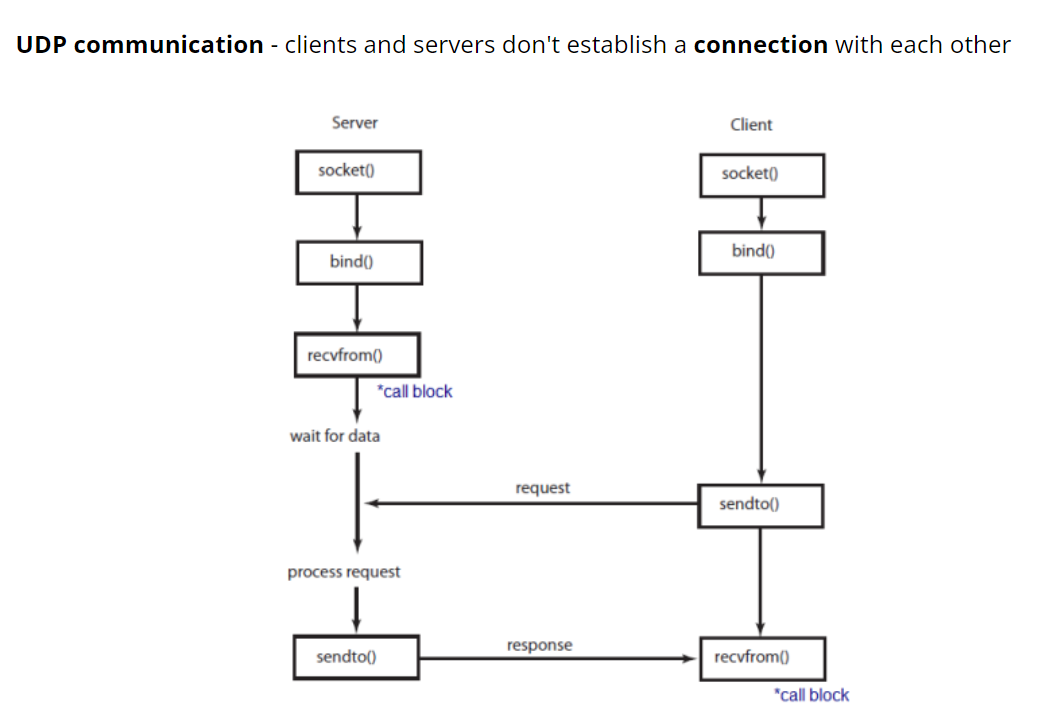 UDP communication - clients and servers don't establish a connection with each other
Server
Client
socket()
socket()
bind()
bind()
recvfrom()
*call block
wait for data
request
sendto()
process request
response
sendto()
recvfrom()
*call block